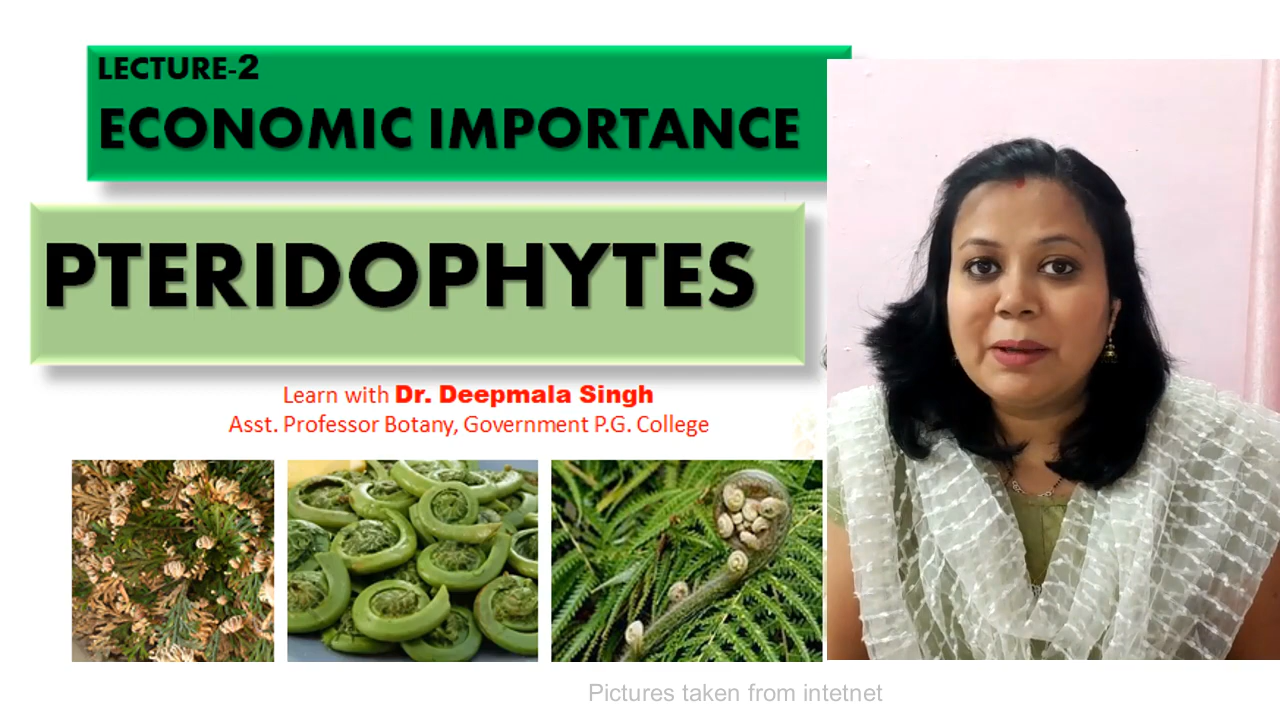 LECTURE-2
ECONOMIC IMPORTANCE
PTERIDOPHYTES
Learn with Dr. Deepmala Singh
Asst. Professor Botany, Government P.G. College
Pictures taken from intetnet